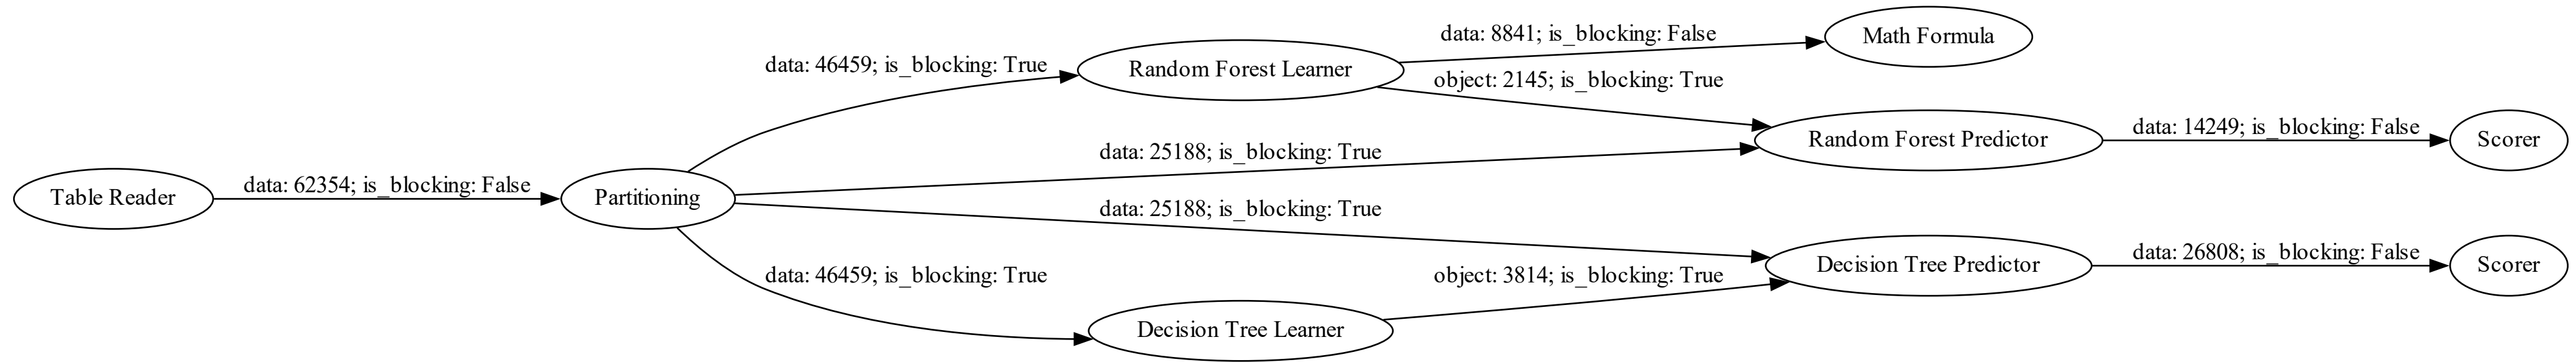 data: 8841; is_blocking: False
Math Formula
data: 46459; is_blocking: True
Random Forest Learner
object: 2145; is_blocking: True
data: 25188; is_blocking: True
Random Forest Predictor
data: 14249; is_blocking: False
Scorer
Table Reader
data: 62354; is_blocking: False
Partitioning
data: 25188; is_blocking: True
data: 46459; is_blocking: True
object: 3814; is_blocking: True
Decision Tree Predictor
data: 26808; is_blocking: False
Scorer
Decision Tree Learner